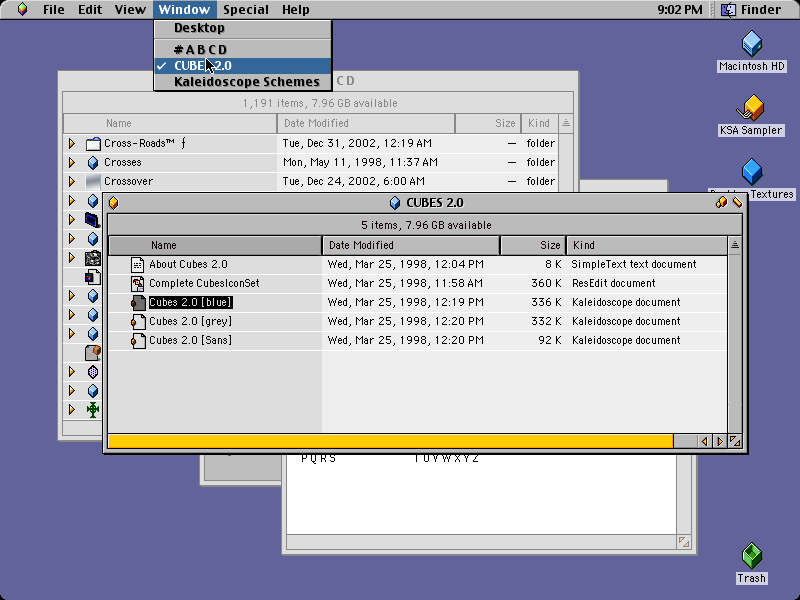 File Edit View Window Special Help 9:02 PM Finder
Desktop
# A B C D
CUBES 2.0
Kaleidoscope Schemes
C D
1,191 items, 7.96 GB available
Name Date Modified Size Kind
Cross-Roads™ ƒ Tue, Dec 31, 2002, 12:19 AM — folder
Crosses Mon, May 11, 1998, 11:37 AM — folder
Crossover Tue, Dec 24, 2002, 6:00 AM — folder
CUBES 2.0
5 items, 7.96 GB available
Name Date Modified Size Kind
About Cubes 2.0 Wed, Mar 25, 1998, 12:04 PM 8 K SimpleText text document
Complete CubesIconSet Wed, Mar 25, 1998, 11:58 AM 360 K ResEdit document
Cubes 2.0 [blue] Wed, Mar 25, 1998, 12:19 PM 336 K Kaleidoscope document
Cubes 2.0 [grey] Wed, Mar 25, 1998, 12:20 PM 332 K Kaleidoscope document
Cubes 2.0 [Sans] Wed, Mar 25, 1998, 12:20 PM 92 K Kaleidoscope document
P Q R S T U V W X Y Z
Macintosh HD
KSA Sampler
Textures
Trash